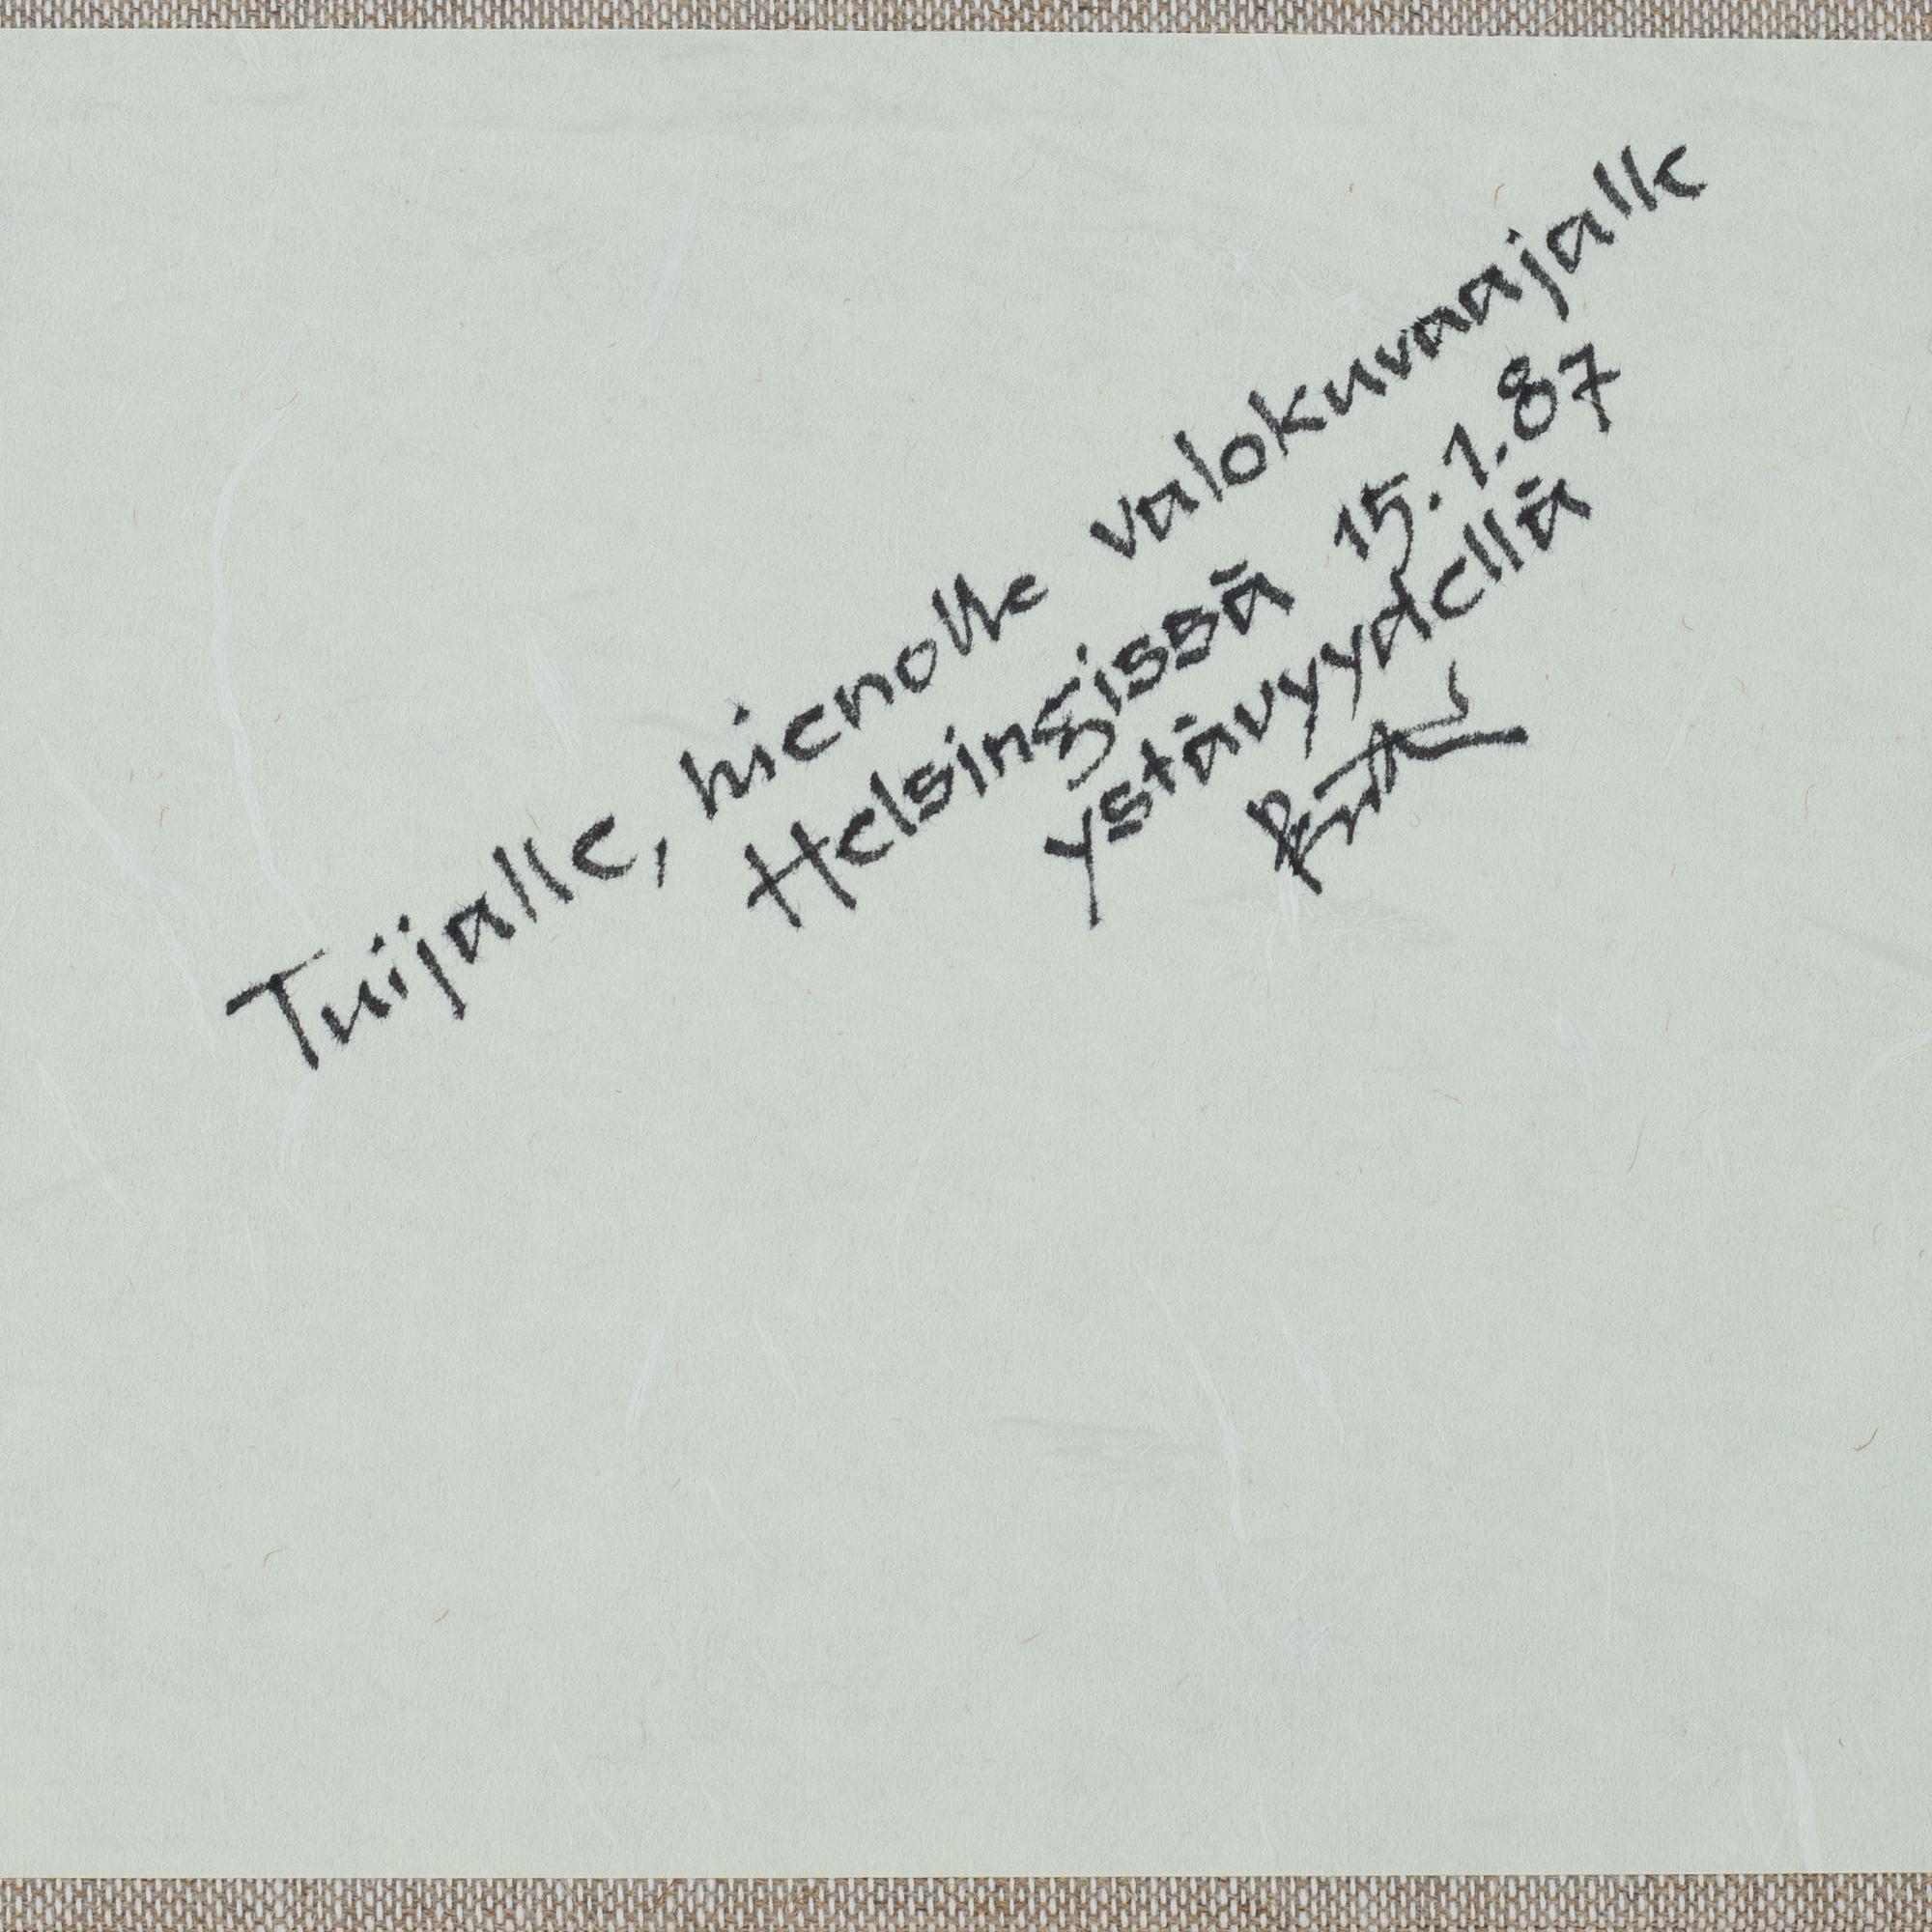 Tuijalle, hienolle valokuvaajalle
Helsingissä 15.1.87
ystävyydellä